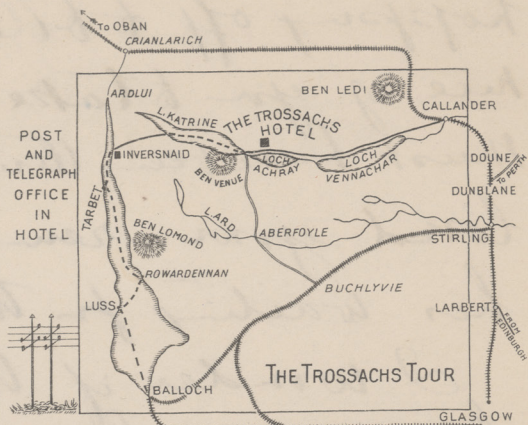 TO OBAN
CRIANLARICH
ARDLUI
BEN LEDI
CALLANDER
L. KATRINE
THE TROSSACHS
HOTEL
POST
AND
TELEGRAPH
OFFICE
IN
HOTEL
INVERSNAID
BEN VENUE
LOCH
ACHRAY
LOCH
VENNACHAR
DOUNE
TO PERTH
DUNBLANE
TARBET
L. ARD
ABERFOYLE
STIRLING
BEN LOMOND
ROWARDENNAN
BUCHLYVIE
LUSS
LARBERT
FROM
EDINBURGH
BALLOCH
THE TROSSACHS TOUR
GLASGOW